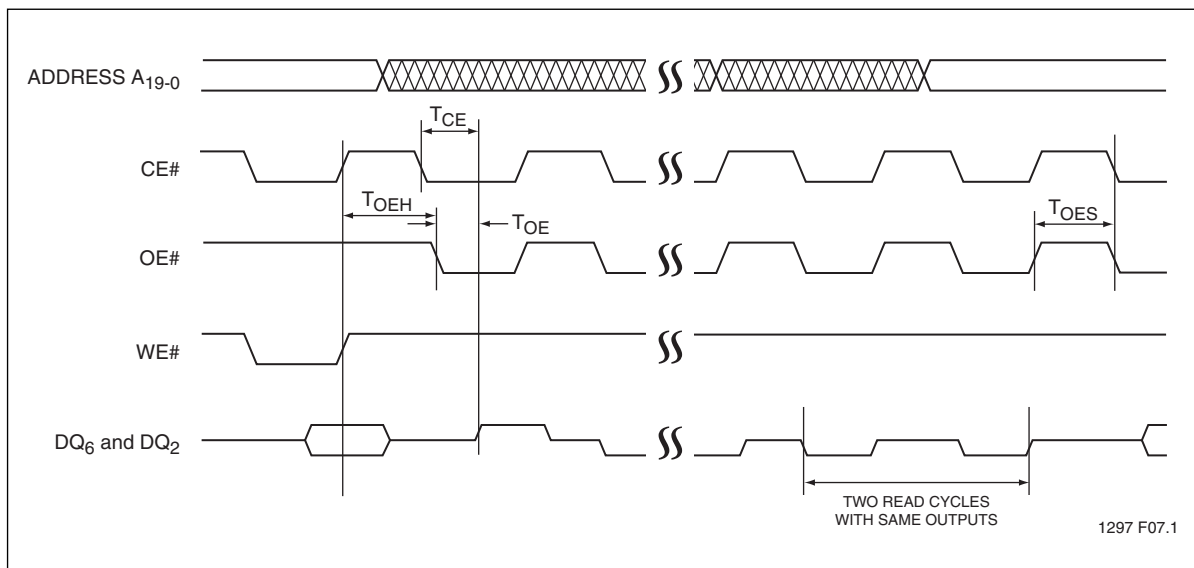 ADDRESS A19-0
TCE
CE#
TOEH
TOE
TOES
OE#
WE#
DQ6 and DQ2
TWO READ CYCLES
WITH SAME OUTPUTS
1297 F07.1